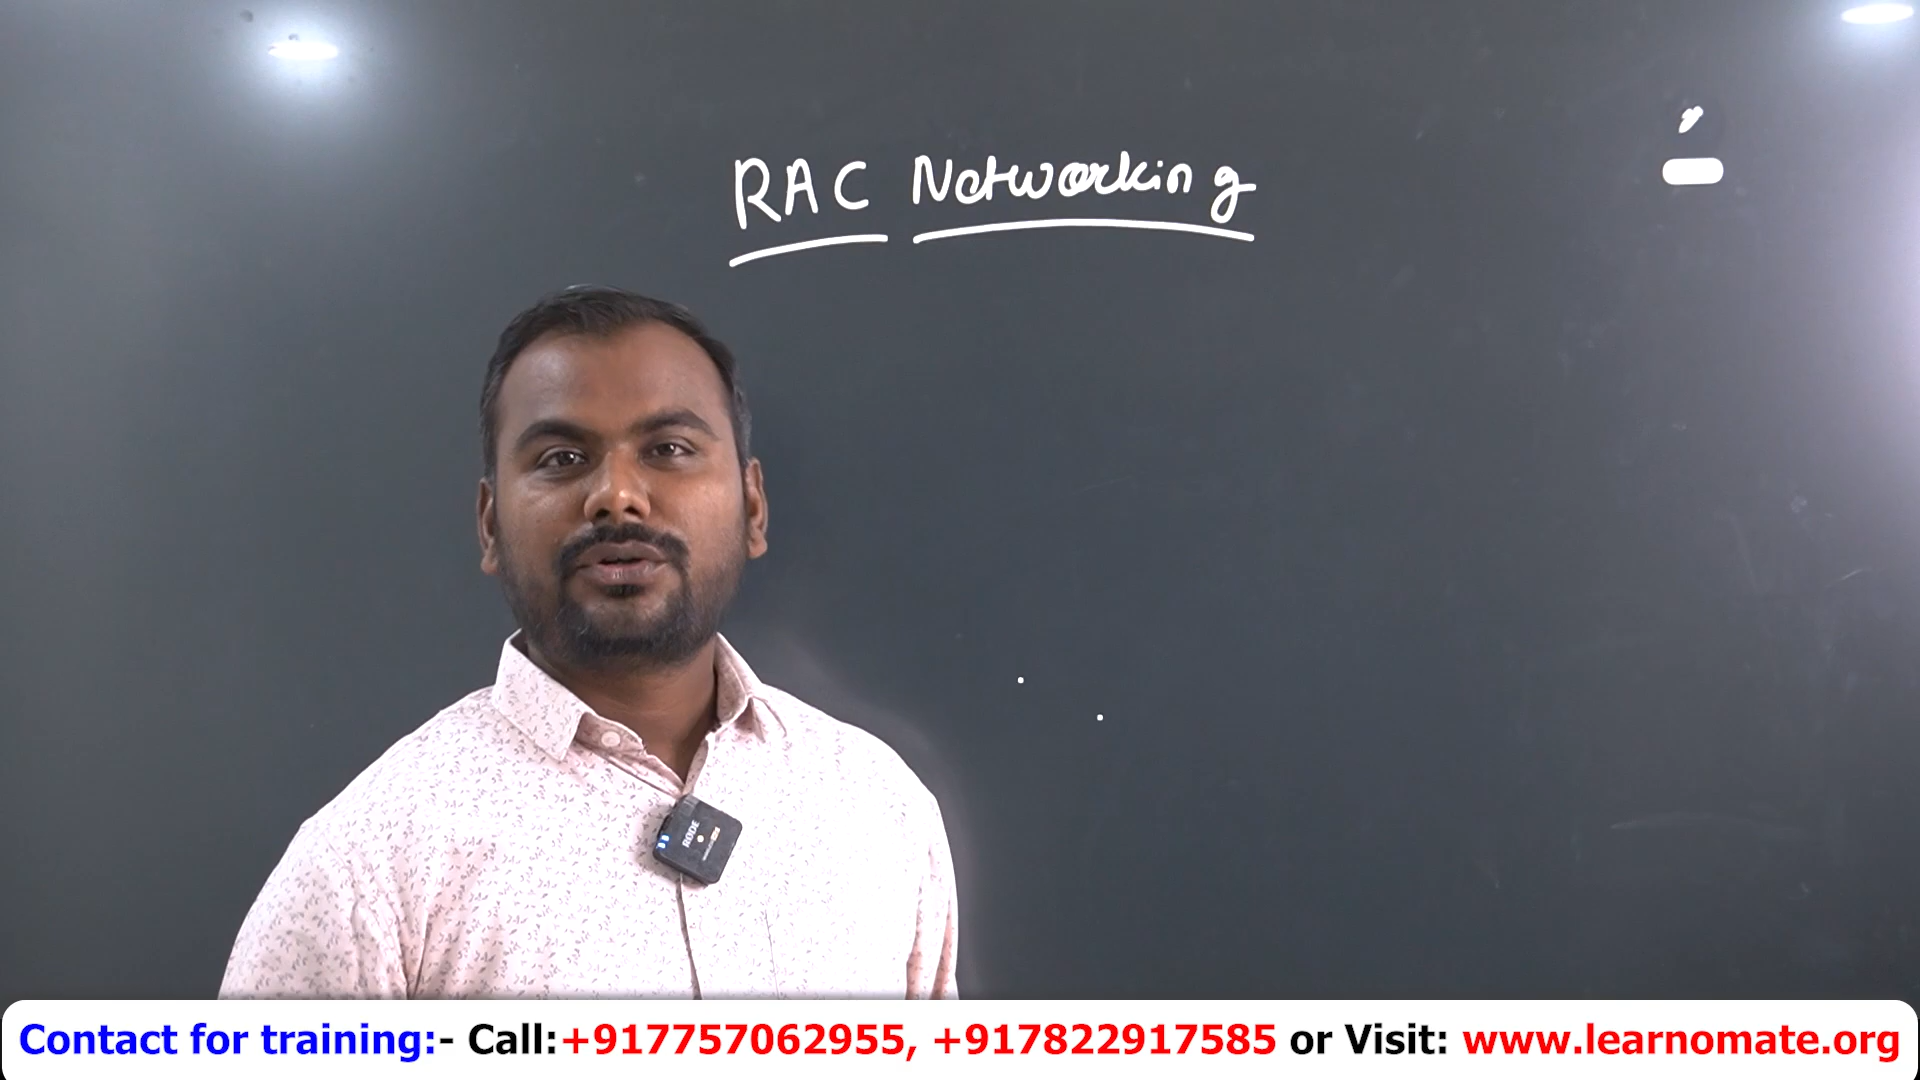 RAC Networking
RODE
Contact for training:- Call:+917757062955, +917822917585 or Visit: www.learnomate.org